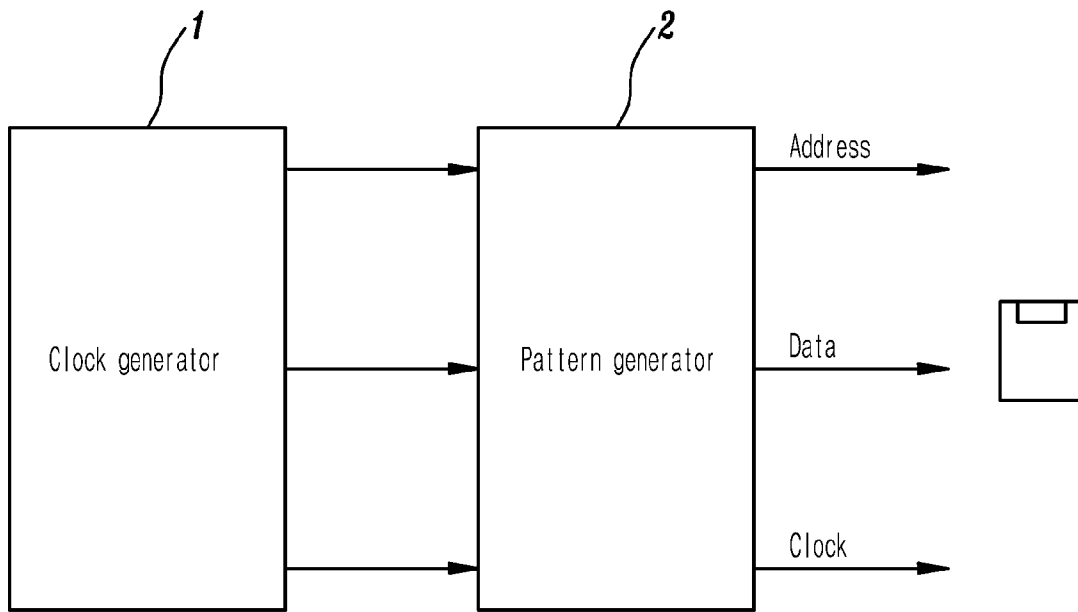 1
2
Address
Clock generator
Pattern generator
Data
Clock